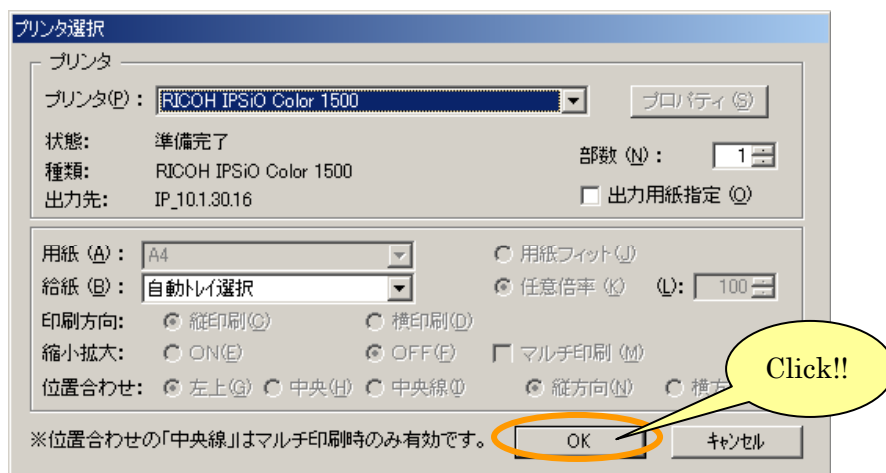 プリンタ選択
プリンタ
プリンタ(P): RICOH IPSiO Color 1500 プロパティ(S)
状態: 準備完了
部数(N): 1
種類: RICOH IPSiO Color 1500
出力先: IP_10.1.30.16 出力用紙指定(O)
用紙(A): A4 用紙フィット(J)
給紙(B): 自動トレイ選択 任意倍率(K) (L): 100
印刷方向: 縦印刷(C) 横印刷(D)
縮小拡大: ON(E) OFF(F) マルチ印刷(M)
位置合わせ: 左上(G) 中央(H) 中央線(I) 縦方向(N) 横方
Click!!
※位置合わせの「中央線」はマルチ印刷時のみ有効です。 OK キャンセル